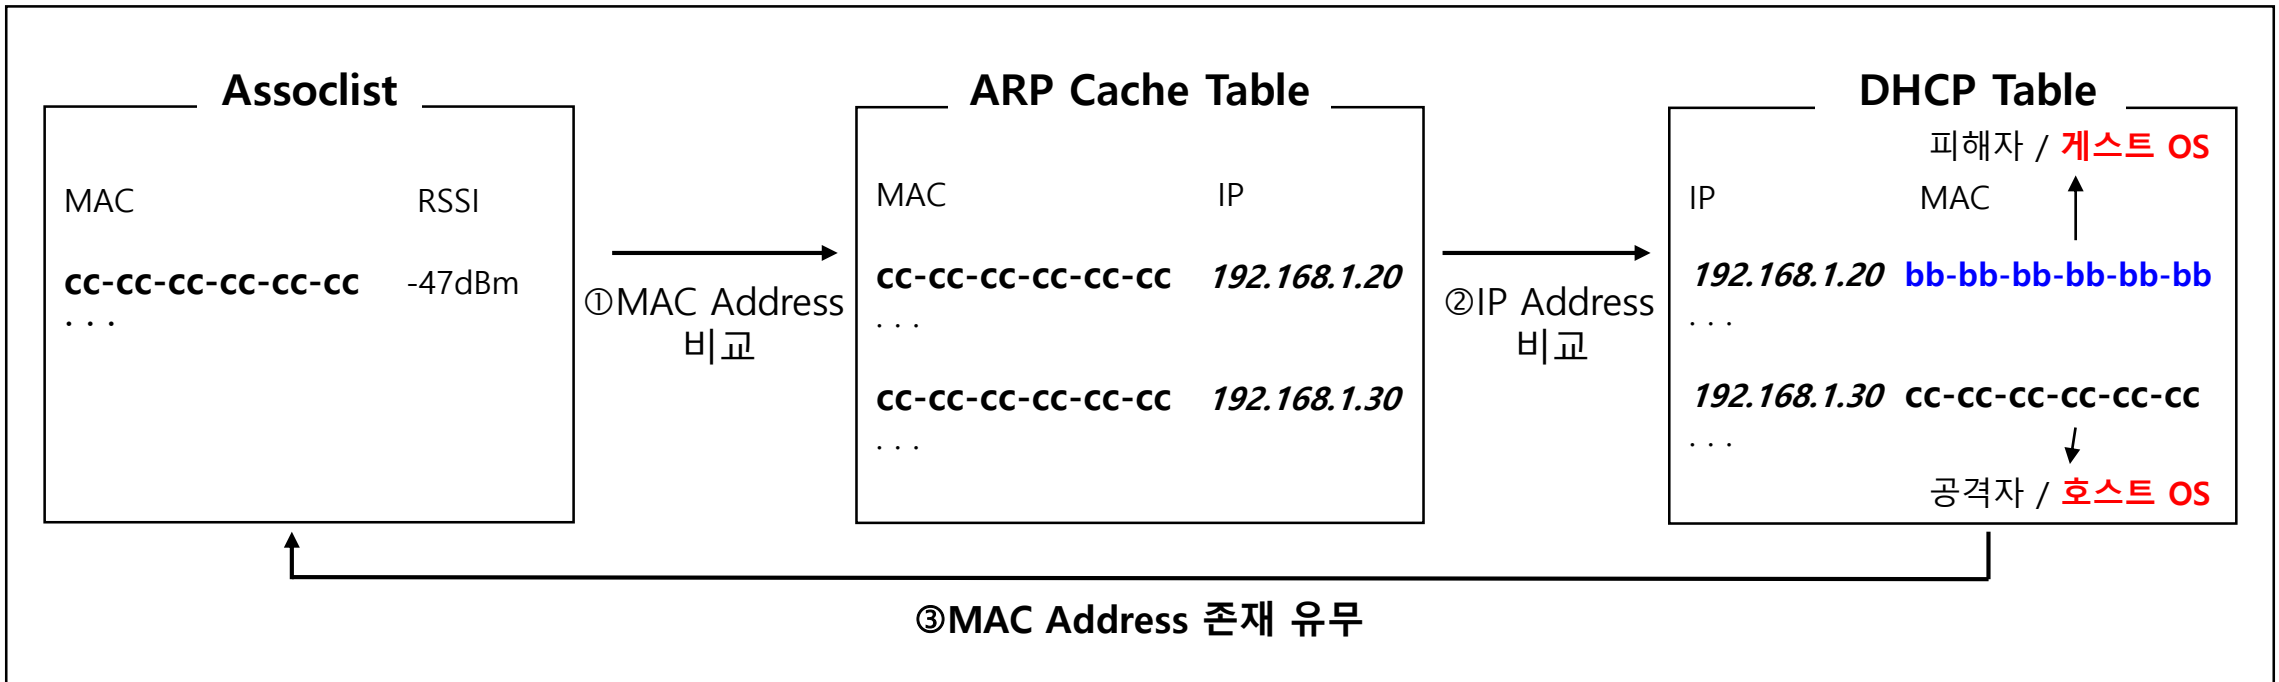 Assoclist
MAC RSSI
cc-cc-cc-cc-cc-cc -47dBm
. . .
①MAC Address
비교
ARP Cache Table
MAC IP
cc-cc-cc-cc-cc-cc 192.168.1.20
. . .
cc-cc-cc-cc-cc-cc 192.168.1.30
. . .
②IP Address
비교
DHCP Table
피해자 / 게스트 OS
IP MAC
192.168.1.20 bb-bb-bb-bb-bb-bb
. . .
192.168.1.30 cc-cc-cc-cc-cc-cc
. . .
공격자 / 호스트 OS
③MAC Address 존재 유무